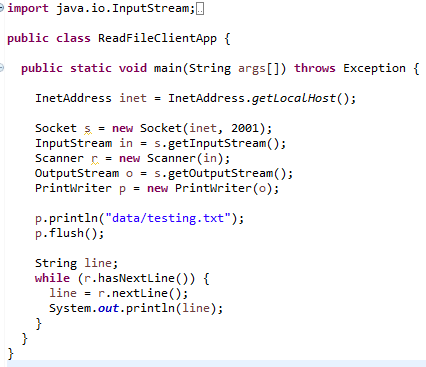 import java.io.InputStream;
public class ReadFileClientApp {
public static void main(String args[]) throws Exception {
InetAddress inet = InetAddress.getLocalHost();
Socket s = new Socket(inet, 2001);
InputStream in = s.getInputStream();
Scanner r = new Scanner(in);
OutputStream o = s.getOutputStream();
PrintWriter p = new PrintWriter(o);
p.println("data/testing.txt");
p.flush();
String line;
while (r.hasNextLine()) {
line = r.nextLine();
System.out.println(line);
}
}
}